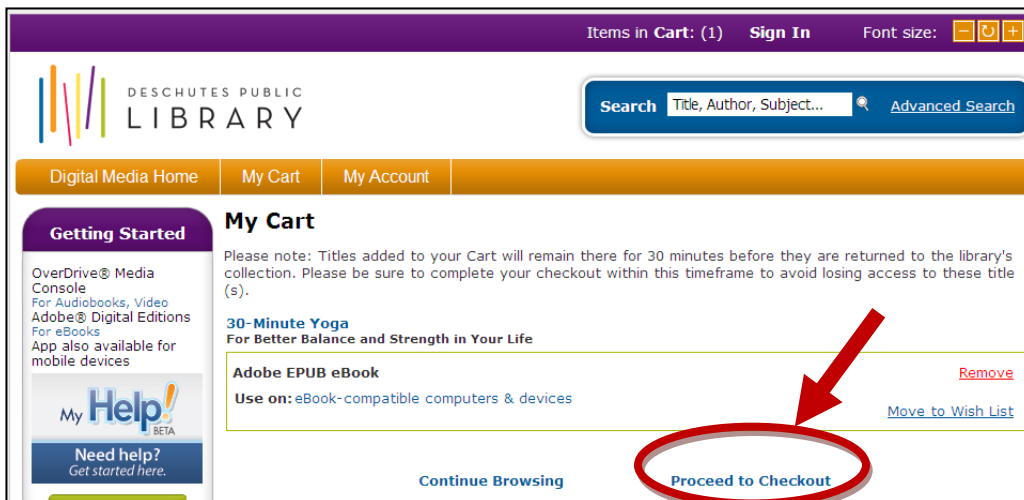 Items in Cart: (1) Sign In Font size: − ↻ +
DESCHUTES PUBLIC
LIBRARY
Search Title, Author, Subject... Advanced Search
Digital Media Home My Cart My Account
Getting Started
OverDrive® Media
Console
For Audiobooks, Video
Adobe® Digital Editions
For eBooks
App also available for
mobile devices
My Help!
BETA
Need help?
Get started here.
My Cart
Please note: Titles added to your Cart will remain there for 30 minutes before they are returned to the library's
collection. Please be sure to complete your checkout within this timeframe to avoid losing access to these title
(s).
30-Minute Yoga
For Better Balance and Strength in Your Life
Adobe EPUB eBook
Remove
Use on: eBook-compatible computers & devices
Move to Wish List
Continue Browsing Proceed to Checkout